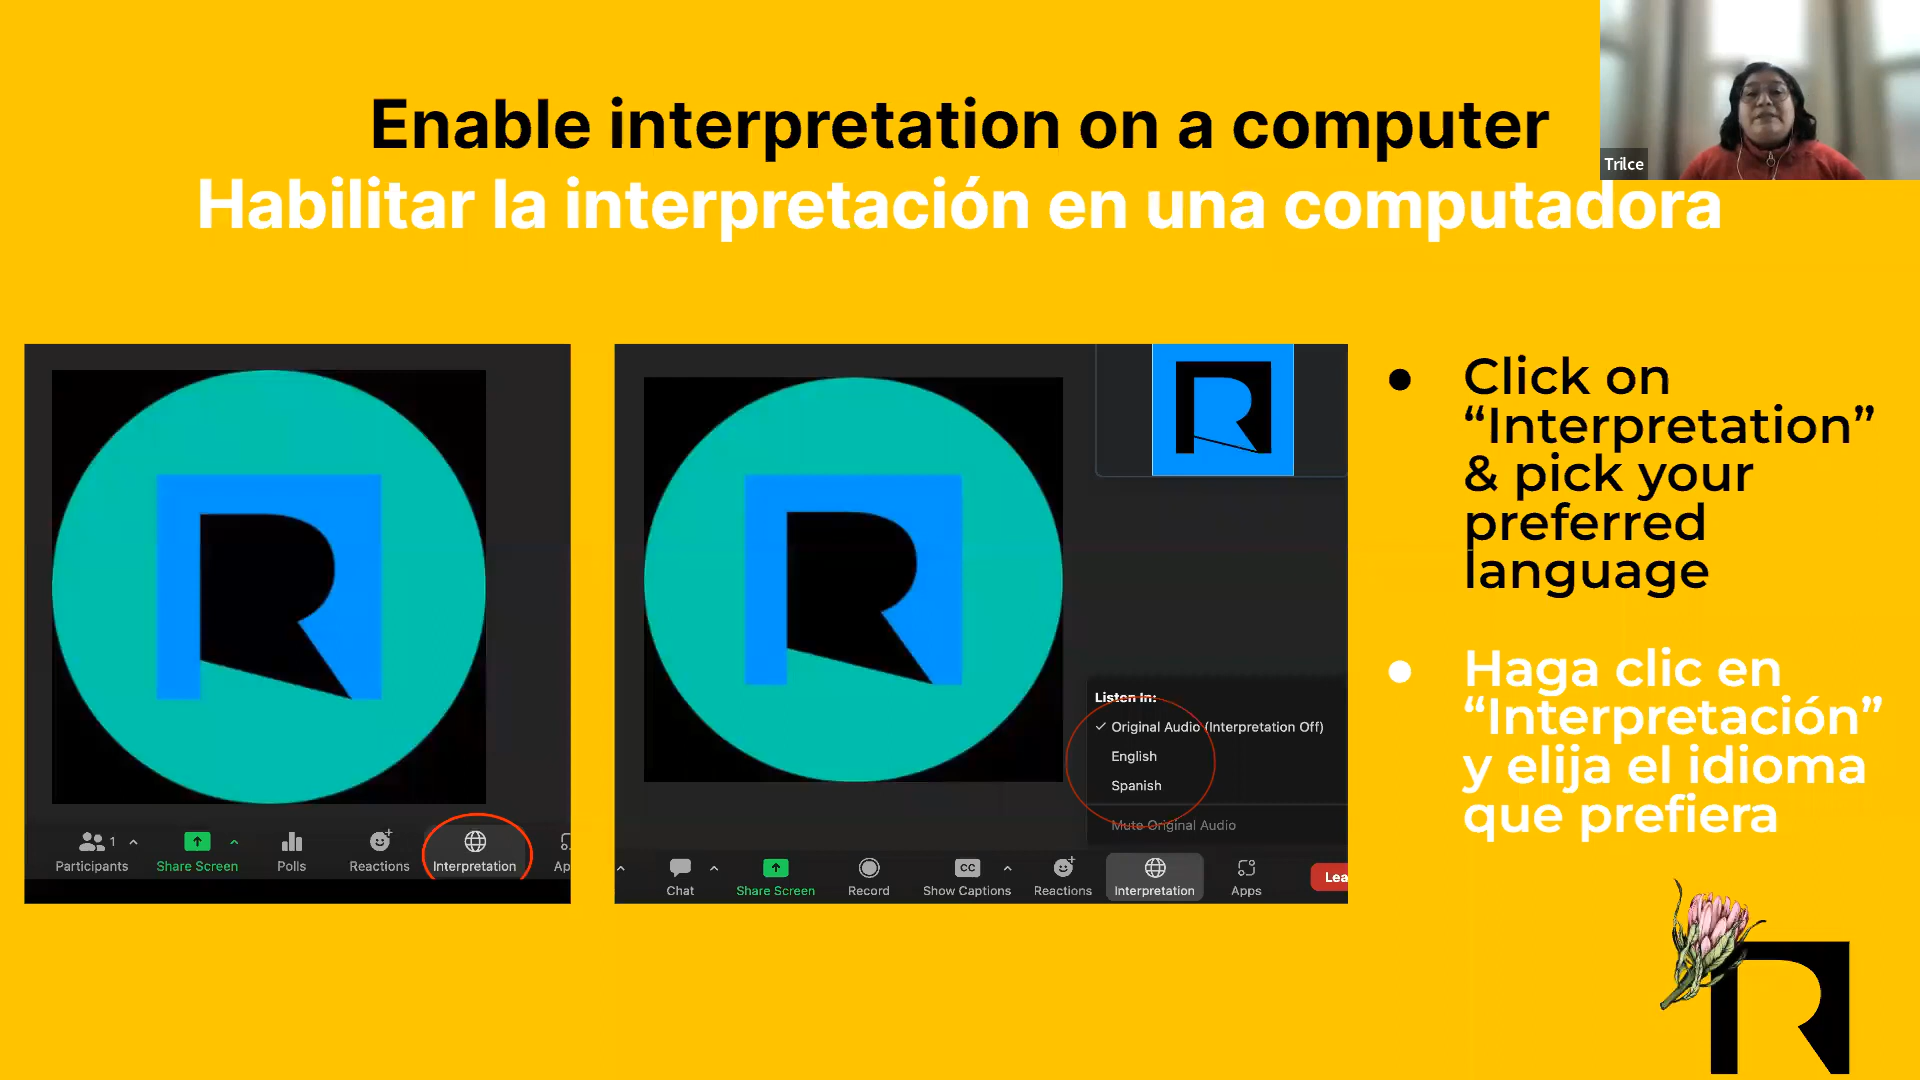 Enable interpretation on a computer
Habilitar la interpretación en una computadora
Trilce
Participants 1
Share Screen
Polls
Reactions
Interpretation
Ap
Listen In:
✓ Original Audio (Interpretation Off)
English
Spanish
Mute Original Audio
Chat
Share Screen
Record
CC
Show Captions
Reactions
Interpretation
Apps
Lea
● Click on
“Interpretation”
& pick your
preferred
language
● Haga clic en
“Interpretación”
y elija el idioma
que prefiera
R